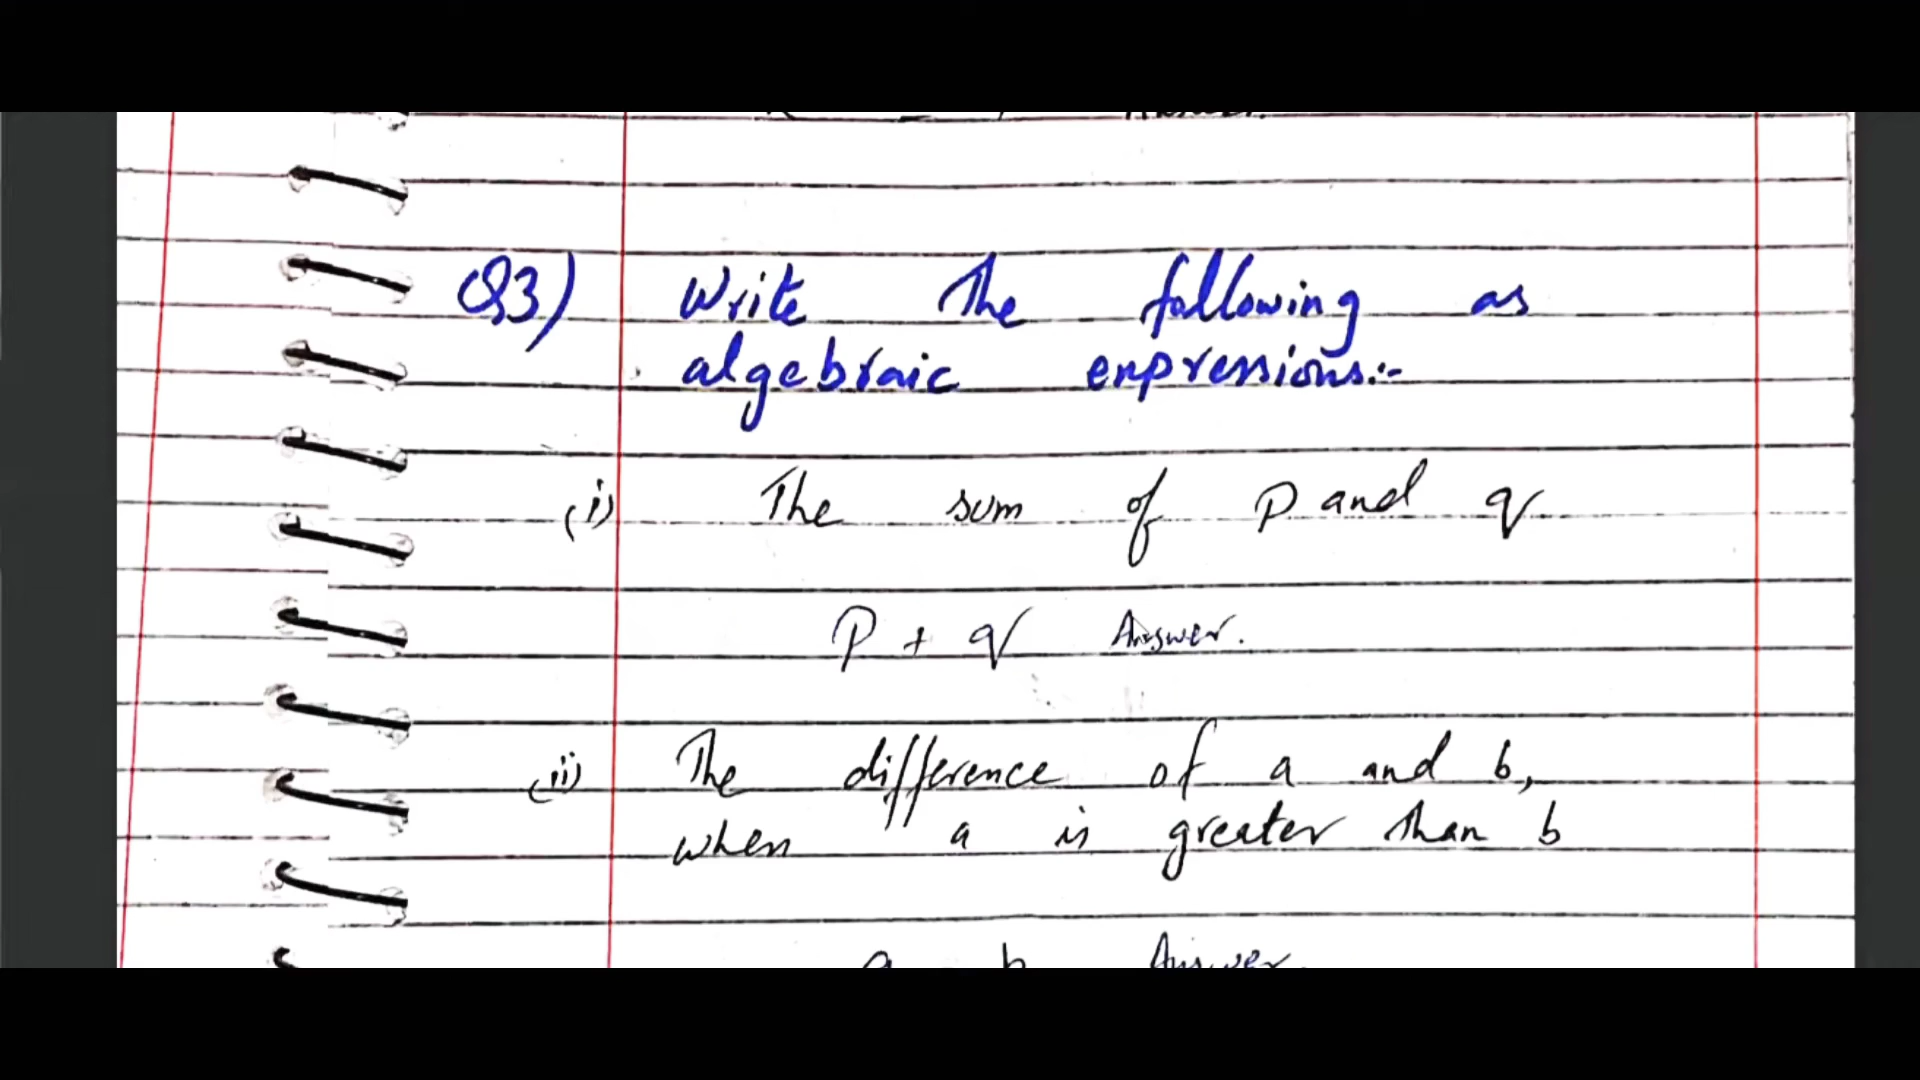 Q3) Write the following as
algebraic expressions:-
(i) The sum of p and q
p + q Answer.
(ii) The difference of a and b,
when a is greater than b
a b Answer.